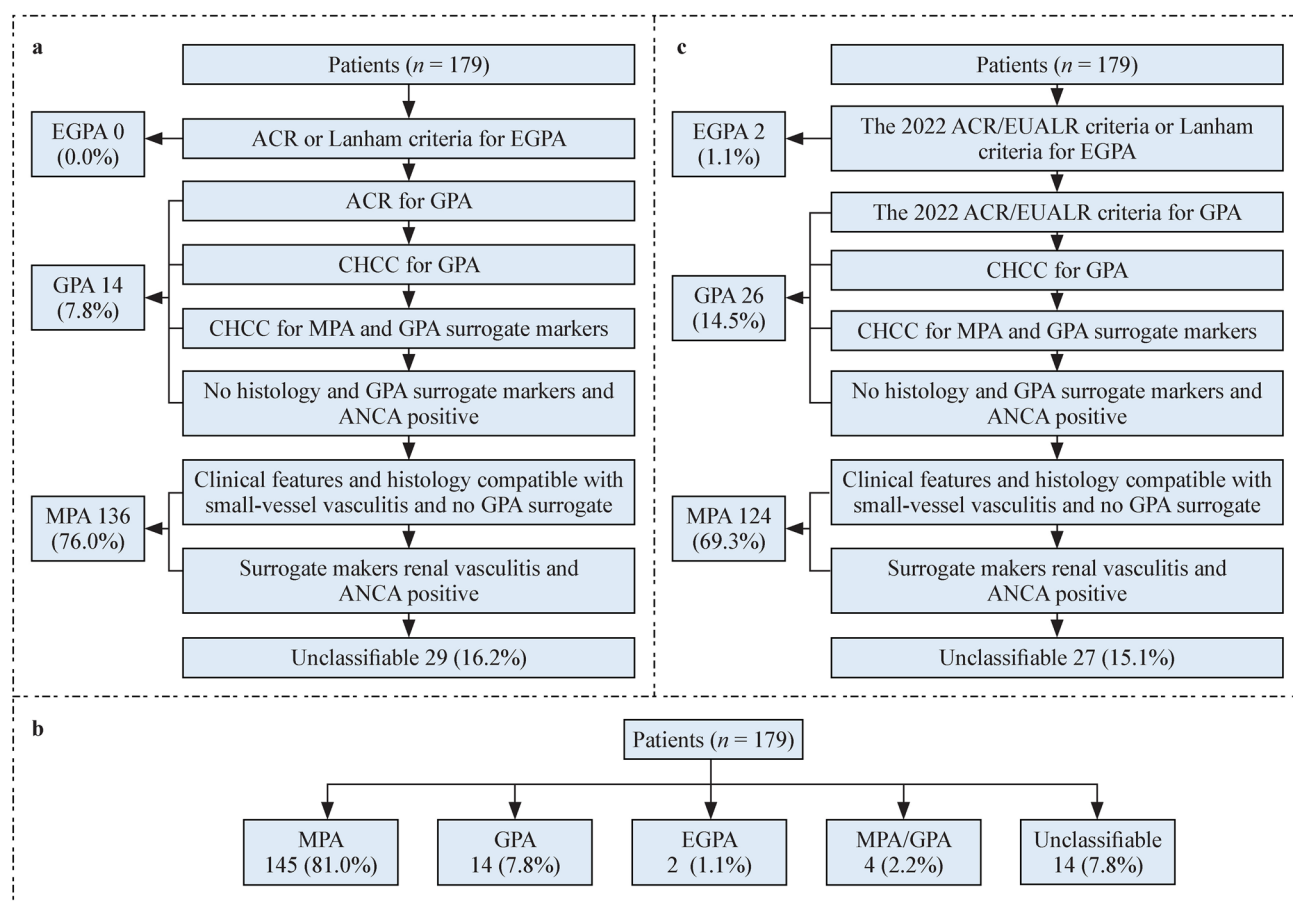 a
Patients (n = 179)
EGPA 0
(0.0%)
ACR or Lanham criteria for EGPA
ACR for GPA
CHCC for GPA
GPA 14
(7.8%)
CHCC for MPA and GPA surrogate markers
No histology and GPA surrogate markers and
ANCA positive
Clinical features and histology compatible with
small-vessel vasculitis and no GPA surrogate
MPA 136
(76.0%)
Surrogate makers renal vasculitis and
ANCA positive
Unclassifiable 29 (16.2%)
c
Patients (n = 179)
EGPA 2
(1.1%)
The 2022 ACR/EUALR criteria or Lanham
criteria for EGPA
The 2022 ACR/EUALR criteria for GPA
CHCC for GPA
GPA 26
(14.5%)
CHCC for MPA and GPA surrogate markers
No histology and GPA surrogate markers and
ANCA positive
Clinical features and histology compatible with
small-vessel vasculitis and no GPA surrogate
MPA 124
(69.3%)
Surrogate makers renal vasculitis and
ANCA positive
Unclassifiable 27 (15.1%)
b
Patients (n = 179)
MPA
145 (81.0%)
GPA
14 (7.8%)
EGPA
2 (1.1%)
MPA/GPA
4 (2.2%)
Unclassifiable
14 (7.8%)